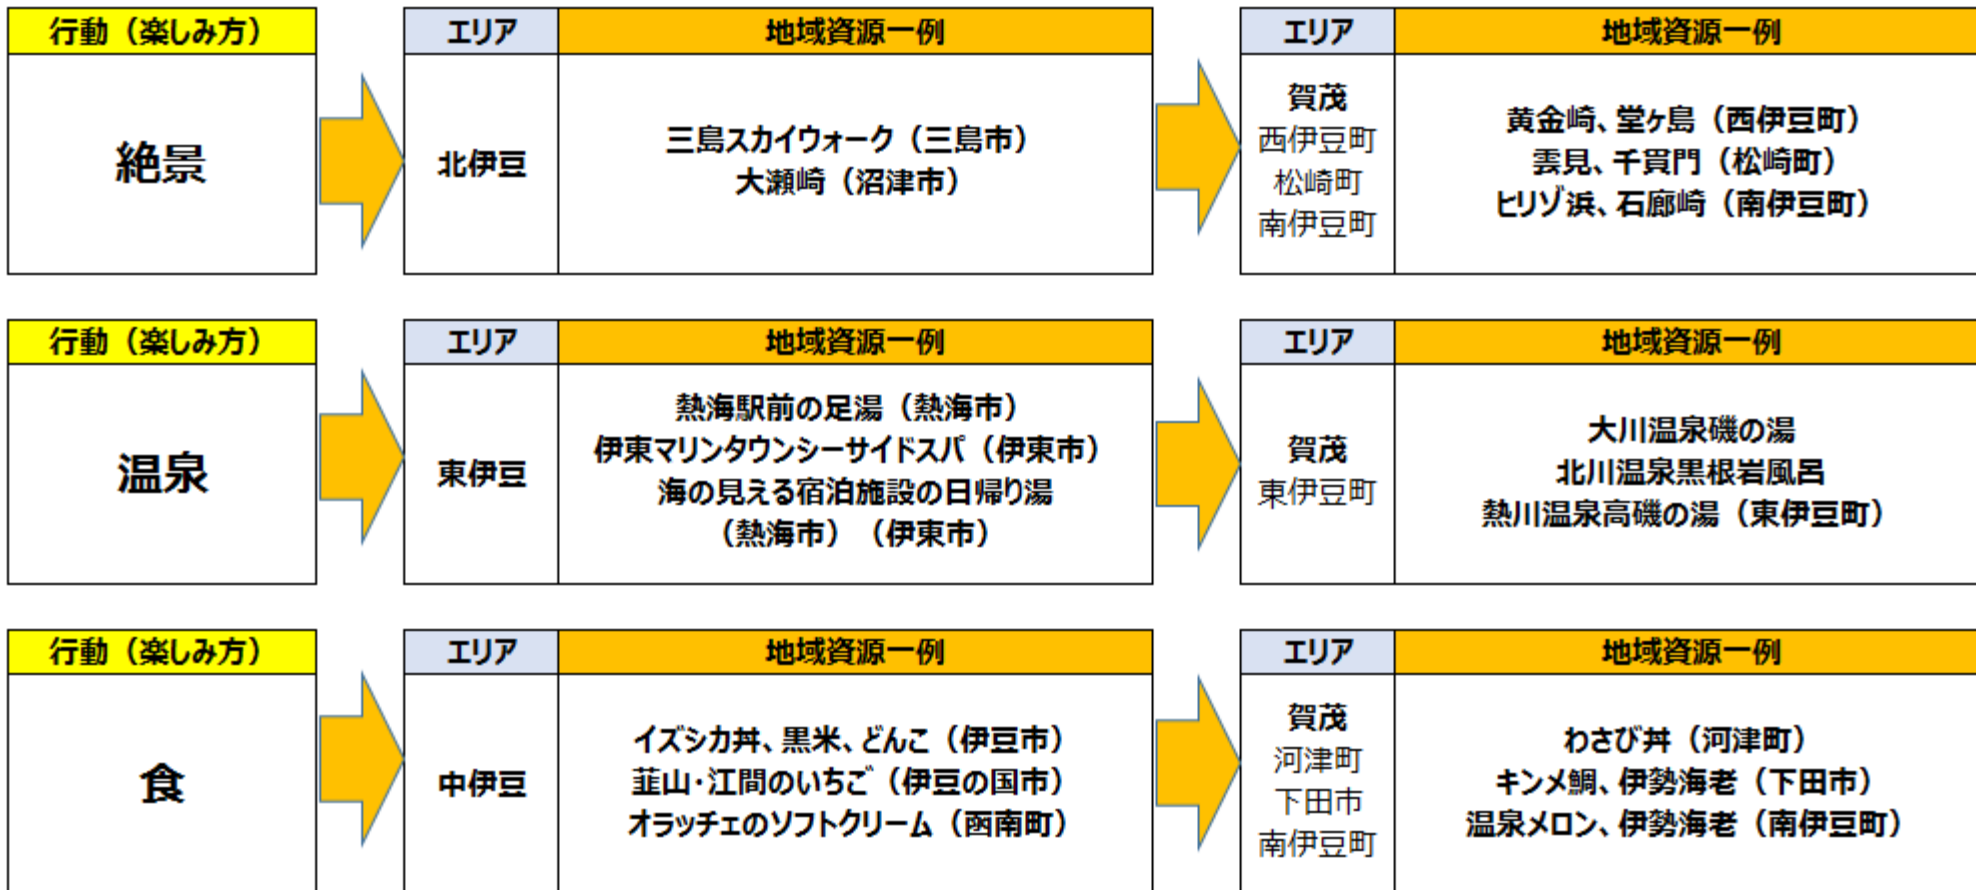 行動（楽しみ方）
エリア
地域資源一例
エリア
地域資源一例
絶景
北伊豆
三島スカイウォーク（三島市）
大瀬崎（沼津市）
賀茂
西伊豆町
松崎町
南伊豆町
黄金崎、堂ヶ島（西伊豆町）
雲見、千貫門（松崎町）
ヒリゾ浜、石廊崎（南伊豆町）
行動（楽しみ方）
エリア
地域資源一例
エリア
地域資源一例
温泉
東伊豆
熱海駅前の足湯（熱海市）
伊東マリンタウンシーサイドスパ（伊東市）
海の見える宿泊施設の日帰り湯
（熱海市）（伊東市）
賀茂
東伊豆町
大川温泉磯の湯
北川温泉黒根岩風呂
熱川温泉高磯の湯（東伊豆町）
行動（楽しみ方）
エリア
地域資源一例
エリア
地域資源一例
食
中伊豆
イズシカ丼、黒米、どんこ（伊豆市）
韮山・江間のいちご（伊豆の国市）
オラッチェのソフトクリーム（函南町）
賀茂
河津町
下田市
南伊豆町
わさび丼（河津町）
キンメ鯛、伊勢海老（下田市）
温泉メロン、伊勢海老（南伊豆町）